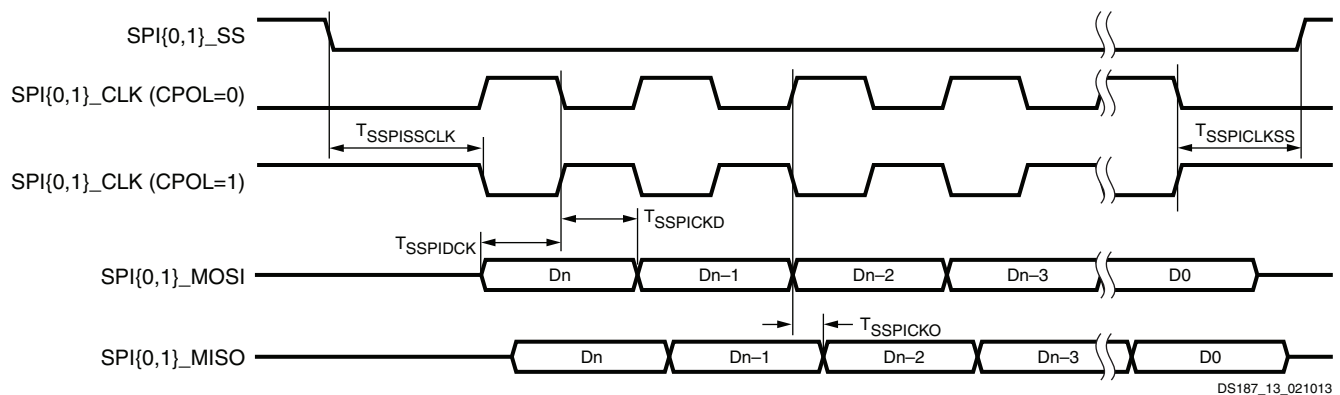 SPI{0,1}_SS
SPI{0,1}_CLK (CPOL=0)
TSSPISSCLK
TSSPICLKSS
SPI{0,1}_CLK (CPOL=1)
TSSPICKD
TSSPIDCK
SPI{0,1}_MOSI
Dn
Dn–1
Dn–2
Dn–3
D0
TSSPICKO
SPI{0,1}_MISO
Dn
Dn–1
Dn–2
Dn–3
D0
DS187_13_021013